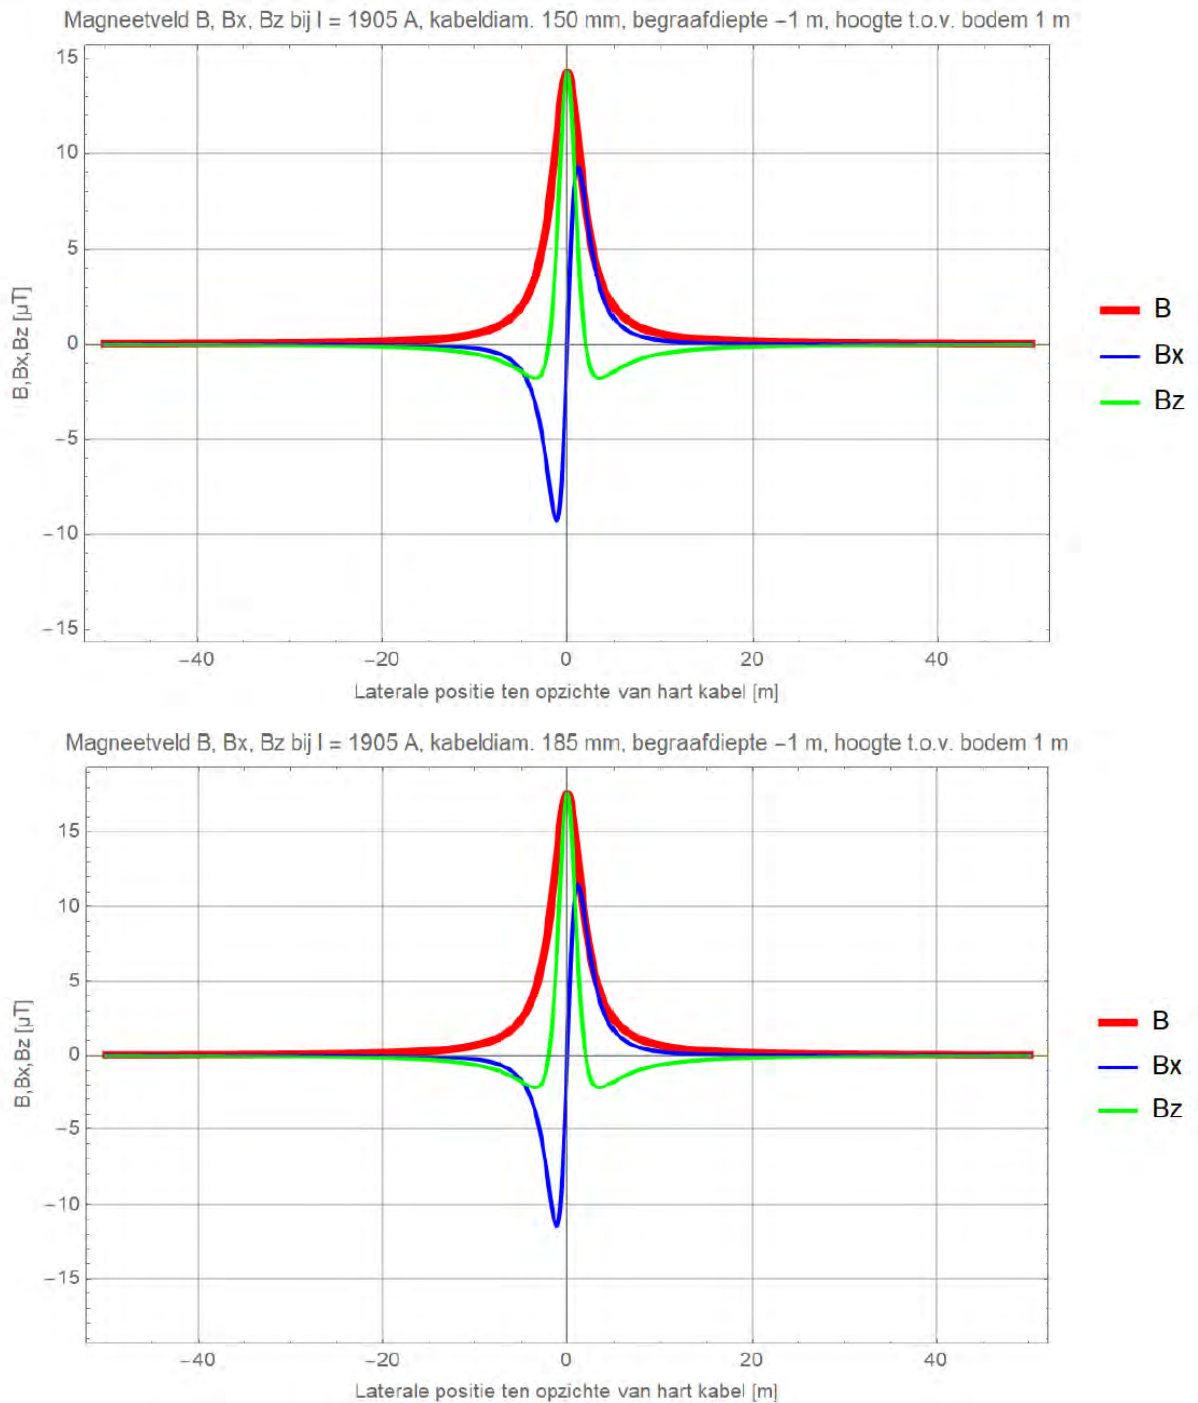 Magneetveld B, Bx, Bz bij I = 1905 A, kabeldiam. 150 mm, begraafdiepte −1 m, hoogte t.o.v. bodem 1 m
15
10
5
0
−5
−10
−15
B,Bx,Bz [µT]
−40 −20 0 20 40
Laterale positie ten opzichte van hart kabel [m]
B
Bx
Bz
Magneetveld B, Bx, Bz bij I = 1905 A, kabeldiam. 185 mm, begraafdiepte −1 m, hoogte t.o.v. bodem 1 m
15
10
5
0
−5
−10
−15
B,Bx,Bz [µT]
−40 −20 0 20 40
Laterale positie ten opzichte van hart kabel [m]
B
Bx
Bz